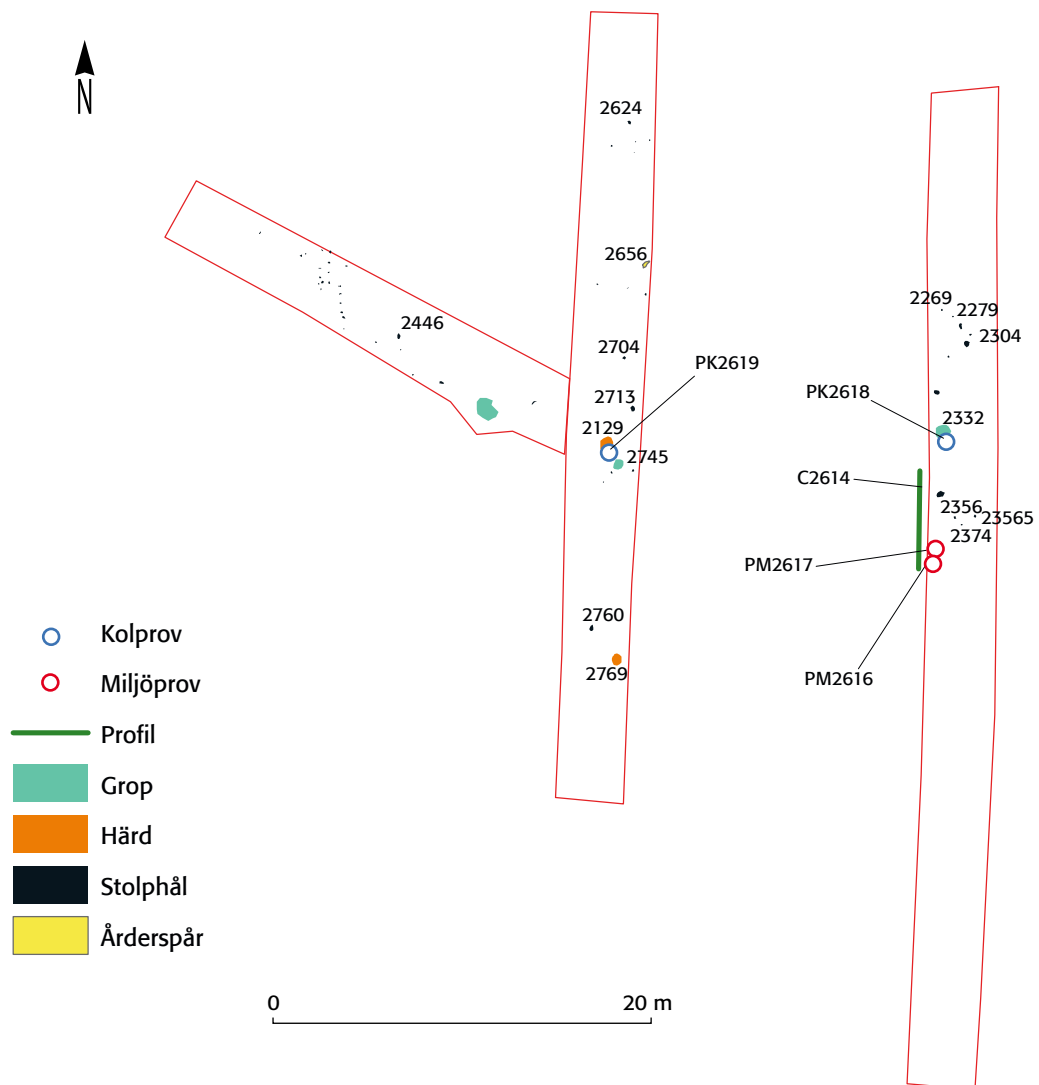 N
2624
2656
2446
2704
PK2619
2713
2129
2745
2760
2769
2269
2279
2304
PK2618
2332
C2614
2356
23565
2374
PM2617
PM2616
Kolprov
Miljöprov
Profil
Grop
Härd
Stolphål
Årderspår
0 20 m